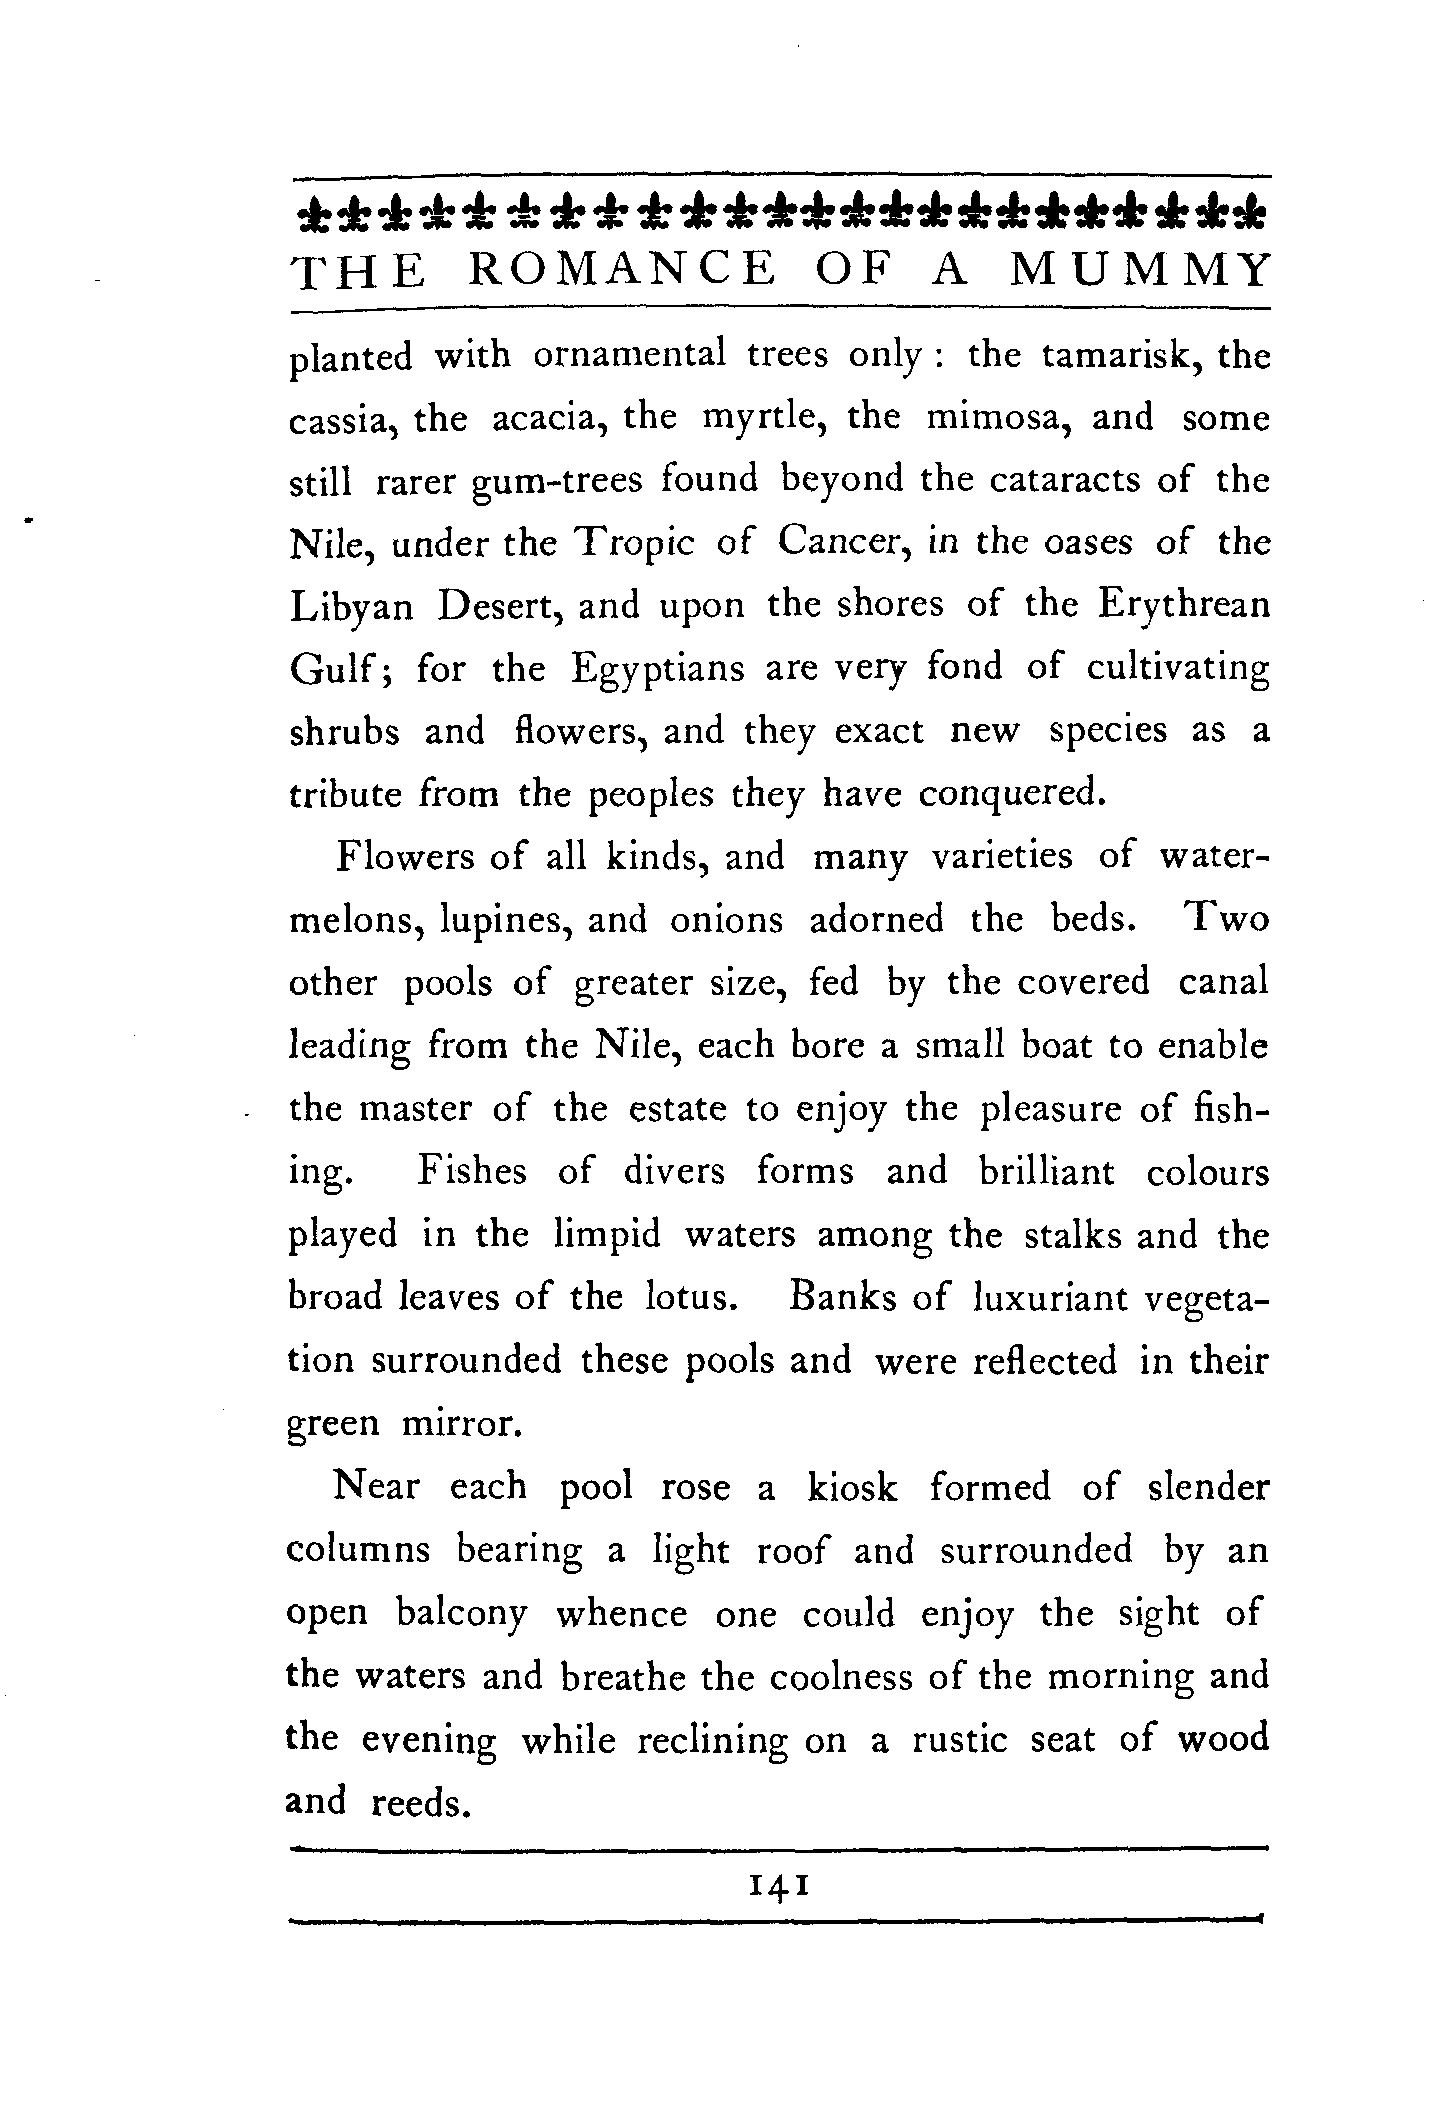 THE ROMANCE OF A MUMMY
planted with ornamental trees only : the tamarisk, the
cassia, the acacia, the myrtle, the mimosa, and some
still rarer gum-trees found beyond the cataracts of the
Nile, under the Tropic of Cancer, in the oases of the
Libyan Desert, and upon the shores of the Erythrean
Gulf; for the Egyptians are very fond of cultivating
shrubs and flowers, and they exact new species as a
tribute from the peoples they have conquered.
Flowers of all kinds, and many varieties of water-
melons, lupines, and onions adorned the beds. Two
other pools of greater size, fed by the covered canal
leading from the Nile, each bore a small boat to enable
the master of the estate to enjoy the pleasure of fish-
ing. Fishes of divers forms and brilliant colours
played in the limpid waters among the stalks and the
broad leaves of the lotus. Banks of luxuriant vegeta-
tion surrounded these pools and were reflected in their
green mirror.
Near each pool rose a kiosk formed of slender
columns bearing a light roof and surrounded by an
open balcony whence one could enjoy the sight of
the waters and breathe the coolness of the morning and
the evening while reclining on a rustic seat of wood
and reeds.
141